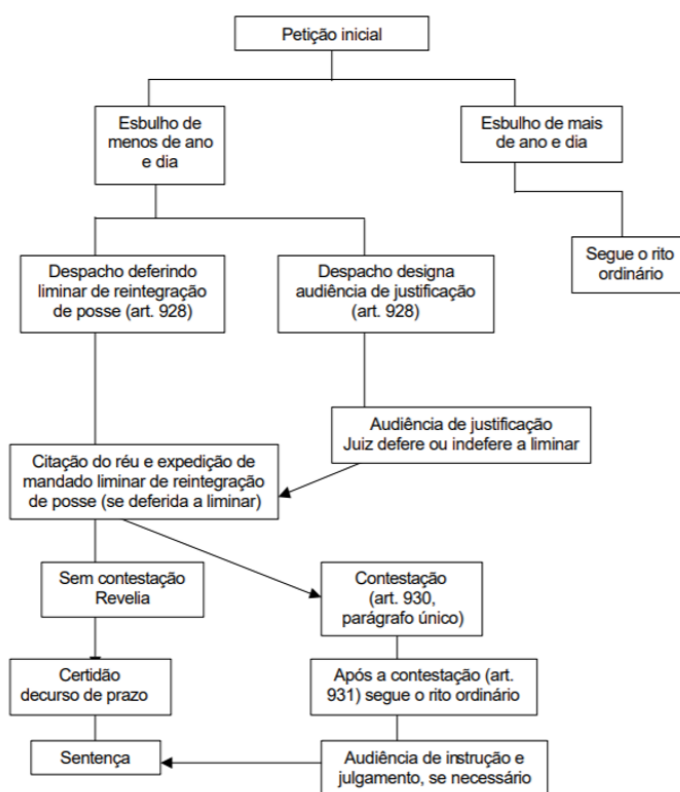 Petição inicial
Esbulho de
menos de ano
e dia
Esbulho de mais
de ano e dia
Segue o rito
ordinário
Despacho deferindo
liminar de reintegração
de posse (art. 928)
Despacho designa
audiência de justificação
(art. 928)
Audiência de justificação
Juiz defere ou indefere a liminar
Citação do réu e expedição de
mandado liminar de reintegração
de posse (se deferida a liminar)
Sem contestação
Revelia
Contestação
(art. 930,
parágrafo único)
Certidão
decurso de prazo
Após a contestação (art.
931) segue o rito ordinário
Sentença
Audiência de instrução e
julgamento, se necessário